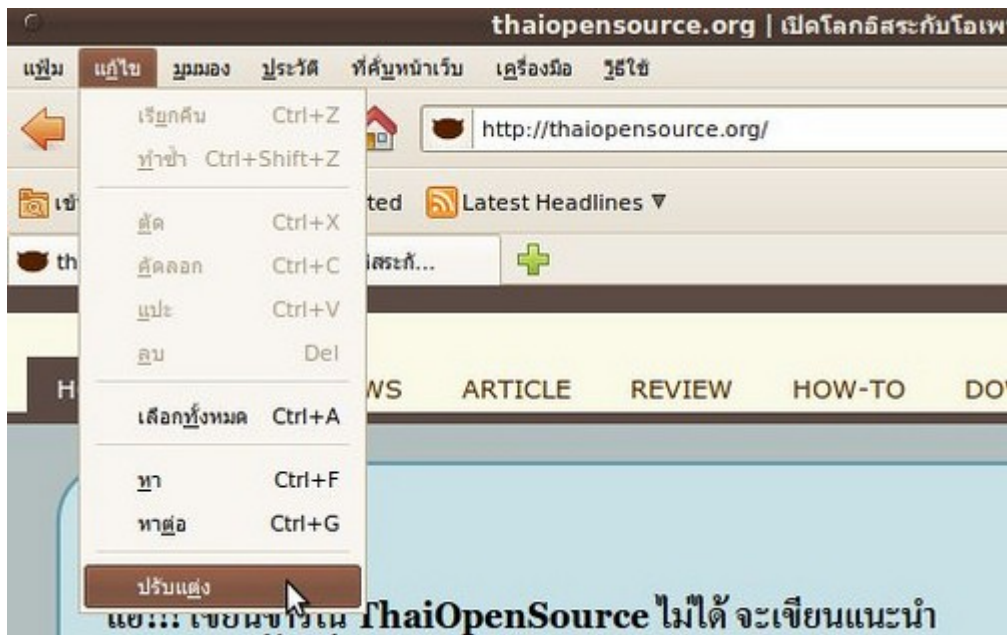 thaiopensource.org | เปิดโลกอิสระกับโอเพ
แฟ้ม แก้ไข มุมมอง ประวัติ ที่คั่นหน้าเว็บ เครื่องมือ วิธีใช้
http://thaiopensource.org/
เรียกคืน Ctrl+Z
ทำซ้ำ Ctrl+Shift+Z
ted Latest Headlines
ตัด Ctrl+X
th
คัดลอก Ctrl+C
อิสระกั...
แปะ Ctrl+V
ลบ Del
H WS ARTICLE REVIEW HOW-TO DO
เลือกทั้งหมด Ctrl+A
หา Ctrl+F
หาต่อ Ctrl+G
ปรับแต่ง
ThaiOpenSource ไม่ได้ จะเขียนแนะนำ